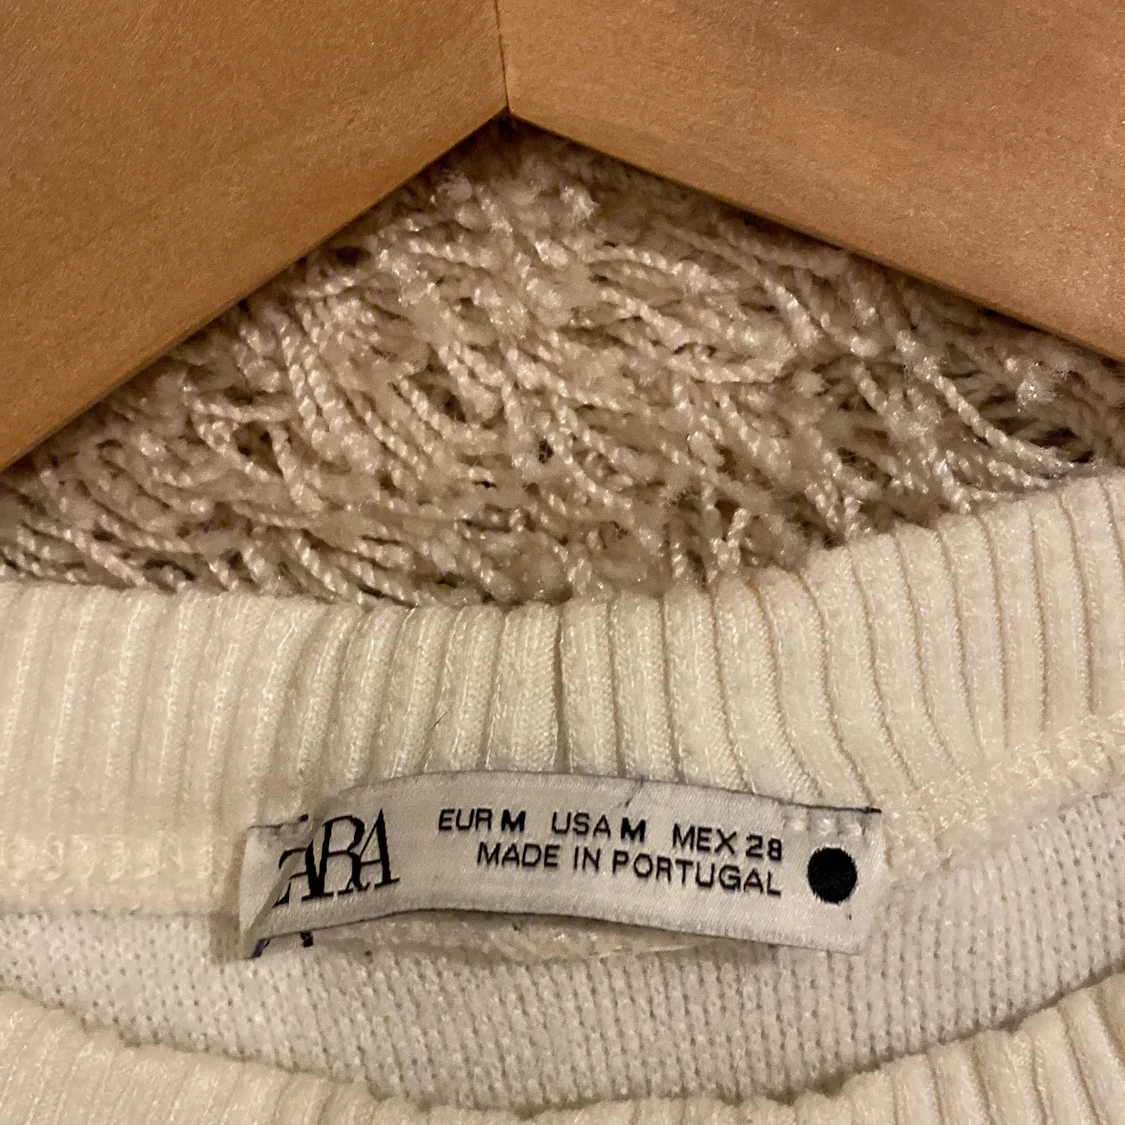 ZARA
EUR M USA M MEX 28
MADE IN PORTUGAL